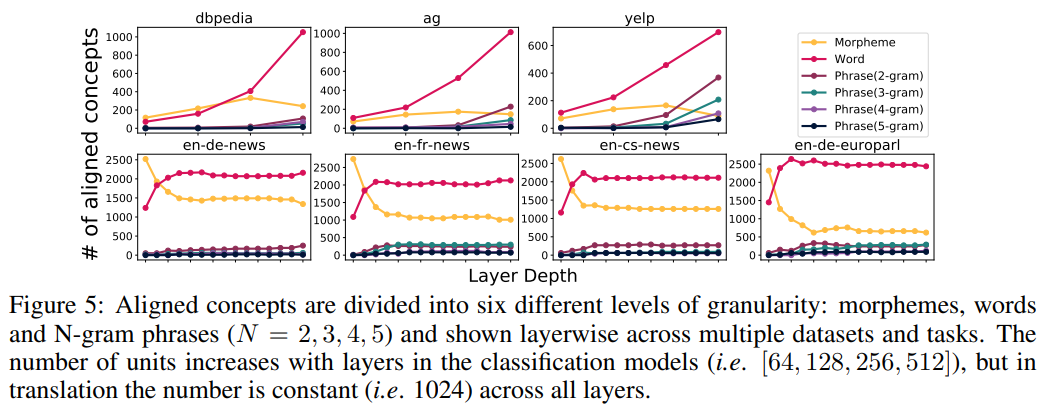 dbpedia
ag
yelp
1000
800
600
400
200
0
1000
800
600
400
200
0
600
400
200
0
Morpheme
Word
Phrase(2-gram)
Phrase(3-gram)
Phrase(4-gram)
Phrase(5-gram)
# of aligned concepts
en-de-news
en-fr-news
en-cs-news
en-de-europarl
2500
2000
1500
1000
500
0
2500
2000
1500
1000
500
0
2500
2000
1500
1000
500
0
2500
2000
1500
1000
500
0
Layer Depth
Figure 5: Aligned concepts are divided into six different levels of granularity: morphemes, words
and N-gram phrases (N = 2, 3, 4, 5) and shown layerwise across multiple datasets and tasks. The
number of units increases with layers in the classification models (i.e. [64, 128, 256, 512]), but in
translation the number is constant (i.e. 1024) across all layers.